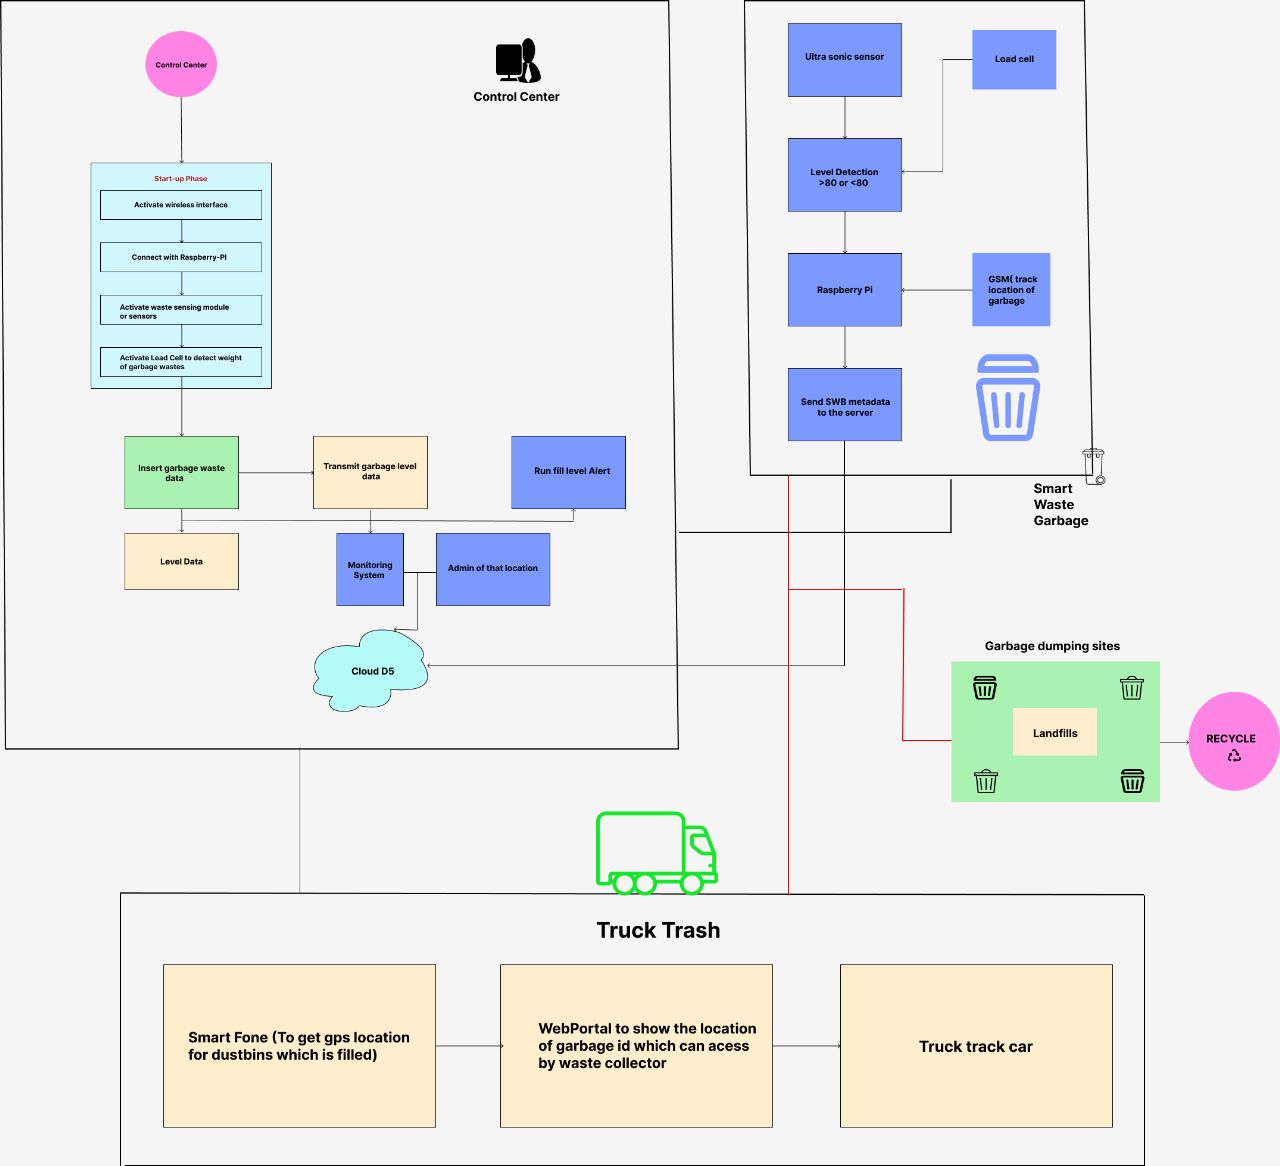 Control Center
Control Center
Start-up Phase
Activate wireless interface
Connect with Raspberry-PI
Activate waste sensing module
or sensors
Activate Lead Cell to detect weight
of garbage wastes
Insert garbage waste
data
Transmit garbage level
data
Run fill level Alert
Level Data
Monitoring
System
Admin of that location
Cloud D5
Ultra sonic sensor
Load cell
Level Detection
>80 or <80
Raspberry Pi
GSM( track
location of
garbage
Send SWB metadata
to the server
Smart
Waste
Garbage
Garbage dumping sites
Landfills
RECYCLE
Truck Trash
Smart Fone (To get gps location
for dustbins which is filled)
WebPortal to show the location
of garbage id which can acess
by waste collector
Truck track car